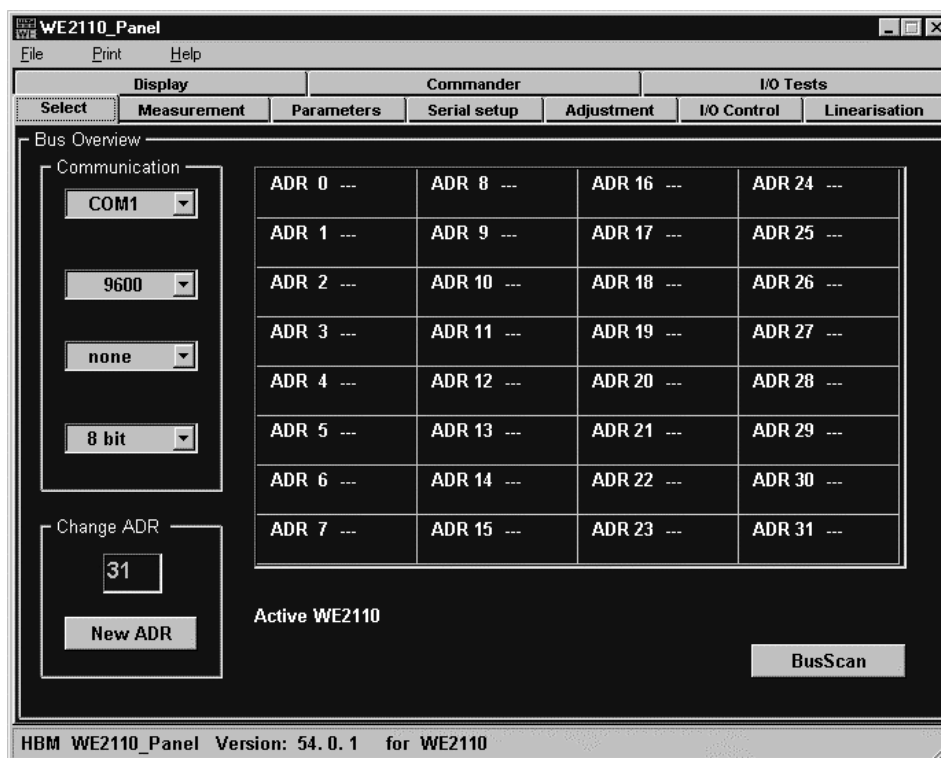 WE2110_Panel
File Print Help
Display Commander I/O Tests
Select Measurement Parameters Serial setup Adjustment I/O Control Linearisation
Bus Overview
Communication
COM1
9600
none
8 bit
ADR 0 --- ADR 8 --- ADR 16 --- ADR 24 ---
ADR 1 --- ADR 9 --- ADR 17 --- ADR 25 ---
ADR 2 --- ADR 10 --- ADR 18 --- ADR 26 ---
ADR 3 --- ADR 11 --- ADR 19 --- ADR 27 ---
ADR 4 --- ADR 12 --- ADR 20 --- ADR 28 ---
ADR 5 --- ADR 13 --- ADR 21 --- ADR 29 ---
ADR 6 --- ADR 14 --- ADR 22 --- ADR 30 ---
ADR 7 --- ADR 15 --- ADR 23 --- ADR 31 ---
Change ADR
31
New ADR
Active WE2110
BusScan
HBM WE2110_Panel Version: 54. 0. 1 for WE2110